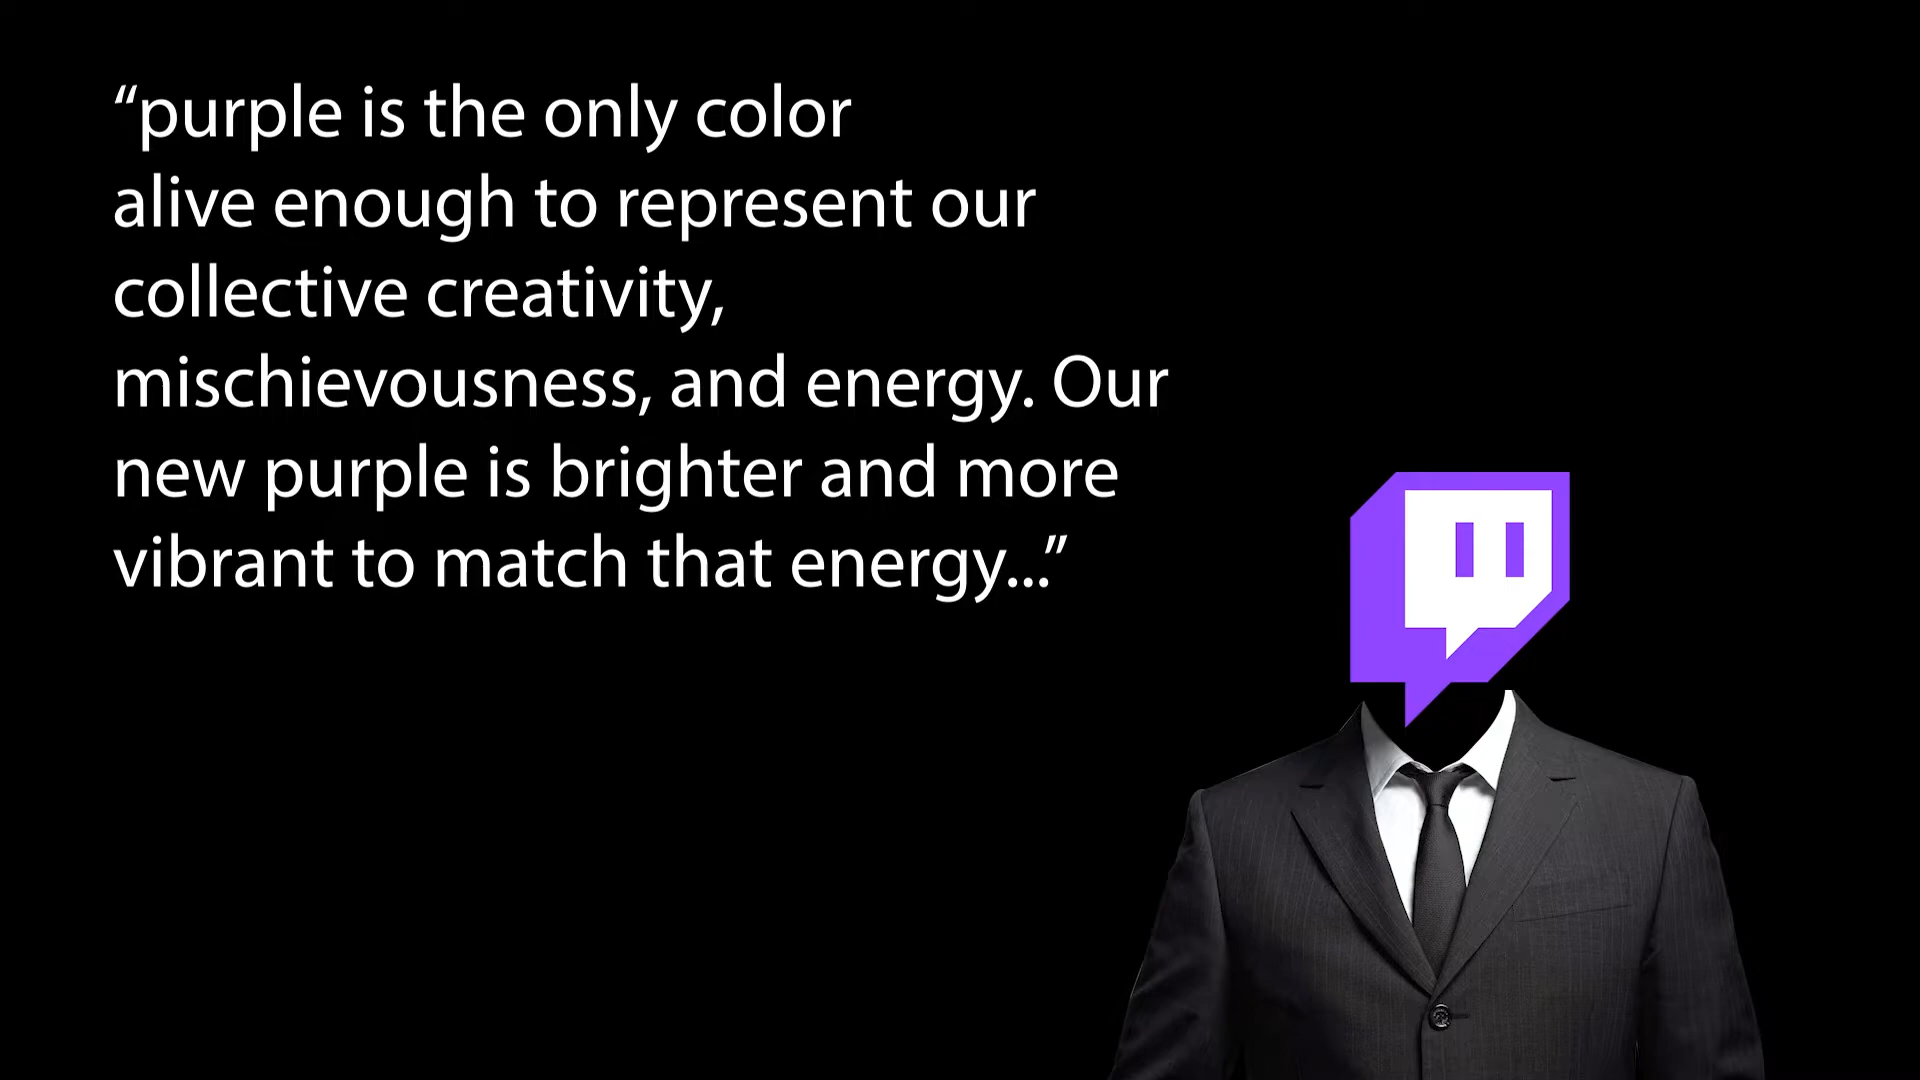 “purple is the only color
alive enough to represent our
collective creativity,
mischievousness, and energy. Our
new purple is brighter and more
vibrant to match that energy...”